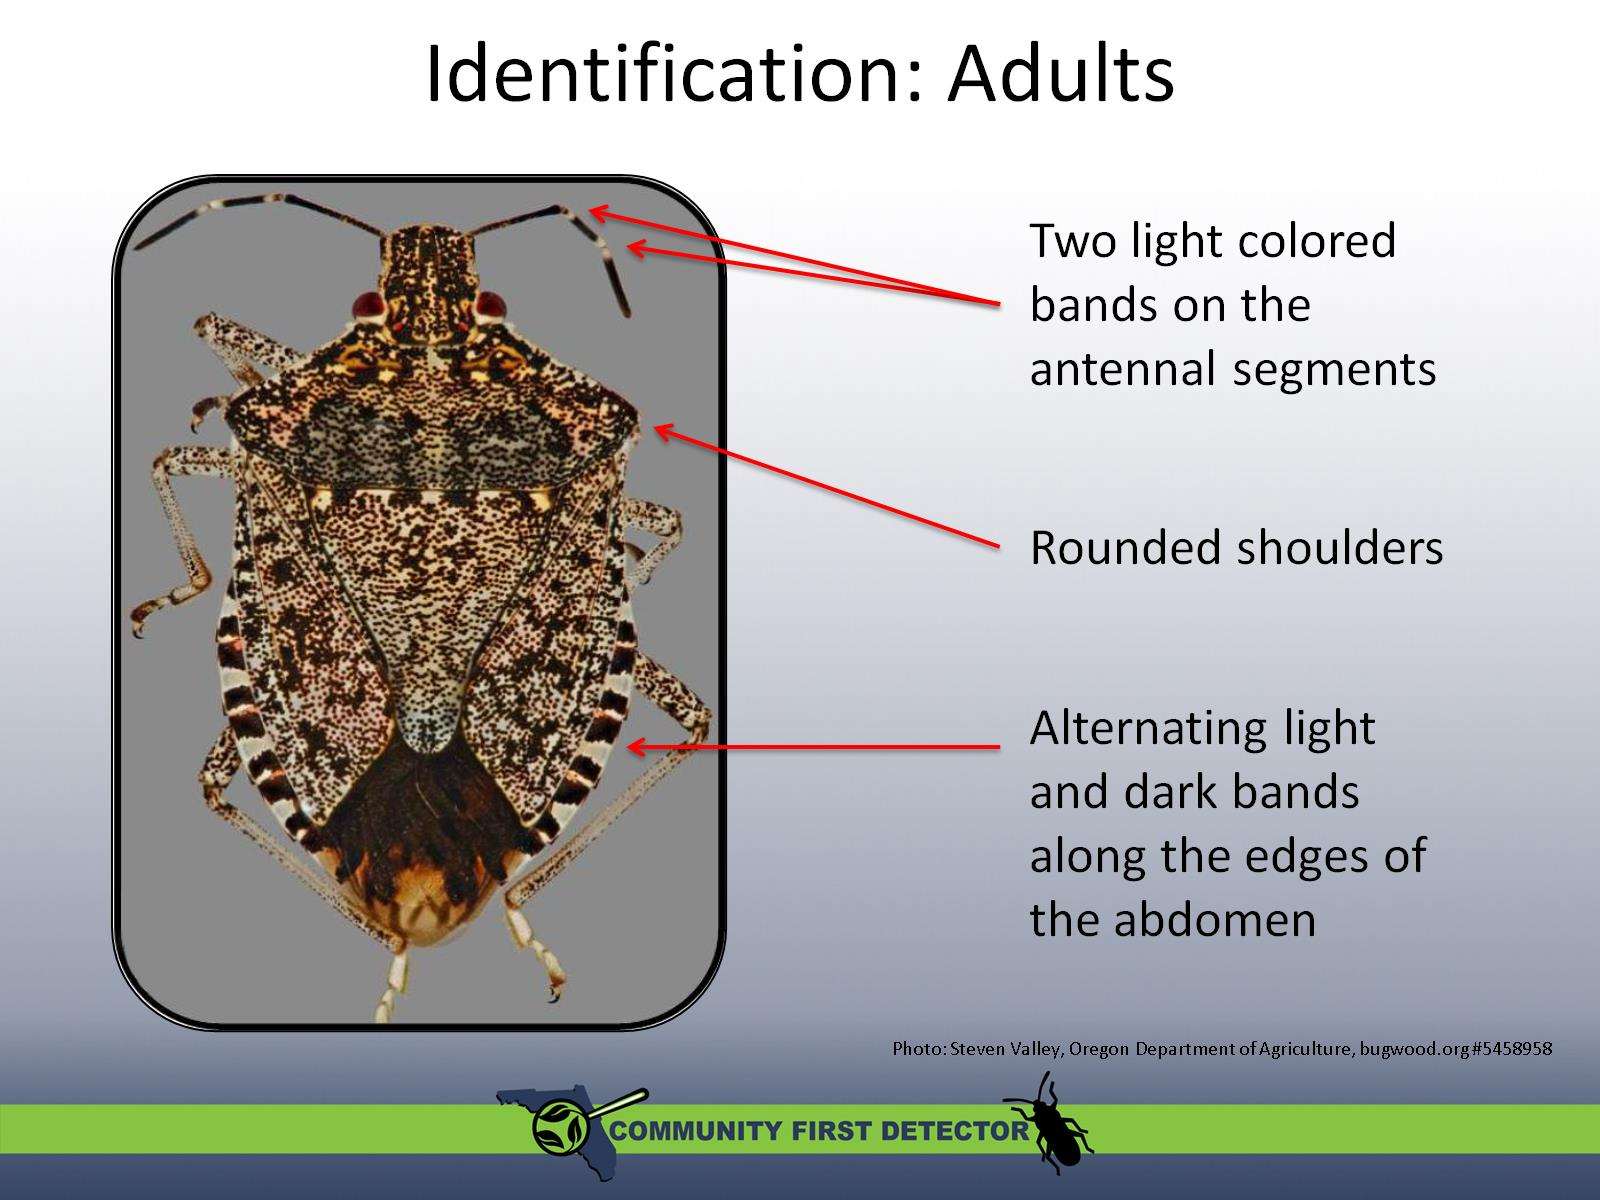 Identification: Adults
Two light colored
bands on the
antennal segments
Rounded shoulders
Alternating light
and dark bands
along the edges of
the abdomen
Photo: Steven Valley, Oregon Department of Agriculture, bugwood.org #5458958
COMMUNITY FIRST DETECTOR